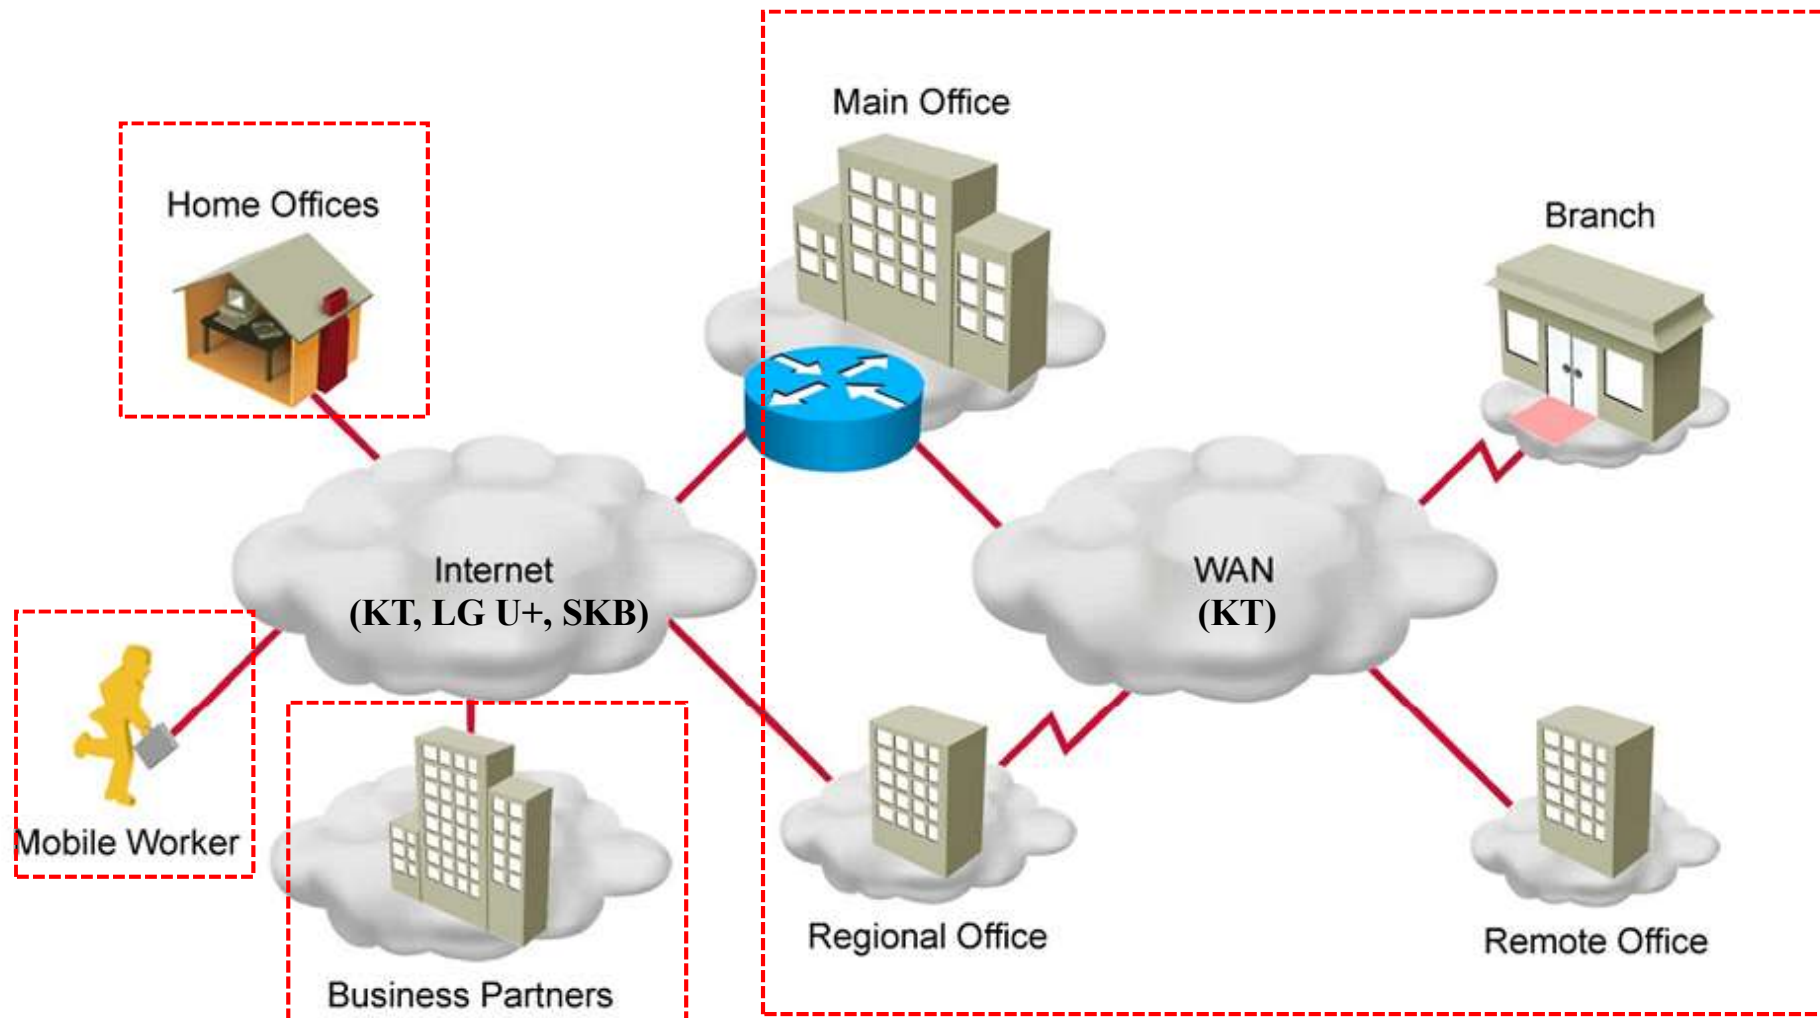 Main Office
Home Offices
Branch
Internet
(KT, LG U+, SKB)
WAN
(KT)
Mobile Worker
Regional Office
Remote Office
Business Partners